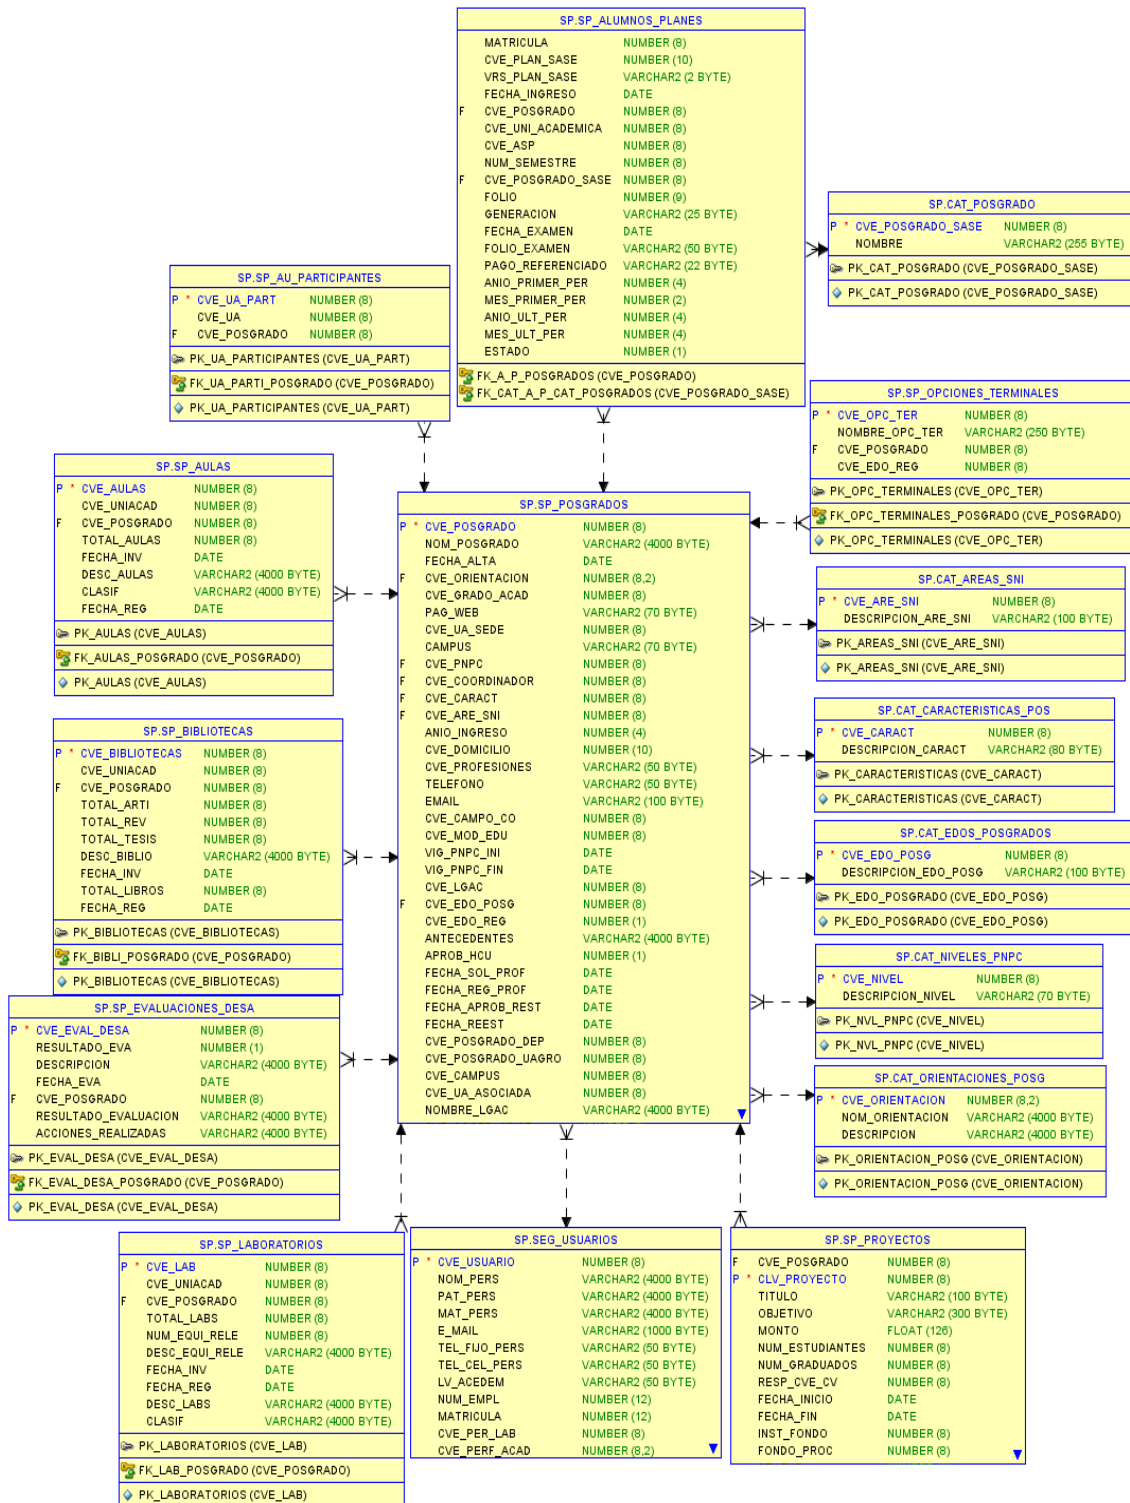 SP.SP_ALUMNOS_PLANES
MATRICULA NUMBER (8)
CVE_PLAN_SASE NUMBER (10)
VRS_PLAN_SASE VARCHAR2 (2 BYTE)
FECHA_INGRESO DATE
F CVE_POSGRADO NUMBER (8)
CVE_UNI_ACADEMICA NUMBER (8)
CVE_ASP NUMBER (8)
NUM_SEMESTRE NUMBER (8)
F CVE_POSGRADO_SASE NUMBER (8)
FOLIO NUMBER (9)
GENERACION VARCHAR2 (25 BYTE)
FECHA_EXAMEN DATE
FOLIO_EXAMEN VARCHAR2 (50 BYTE)
PAGO_REFERENCIADO VARCHAR2 (22 BYTE)
ANIO_PRIMER_PER NUMBER (4)
MES_PRIMER_PER NUMBER (2)
ANIO_ULT_PER NUMBER (4)
MES_ULT_PER NUMBER (4)
ESTADO NUMBER (1)
FK_A_P_POSGRADOS (CVE_POSGRADO)
FK_CAT_A_P_CAT_POSGRADOS (CVE_POSGRADO_SASE)
SP.CAT_POSGRADO
P * CVE_POSGRADO_SASE NUMBER (8)
NOMBRE VARCHAR2 (255 BYTE)
PK_CAT_POSGRADO (CVE_POSGRADO_SASE)
PK_CAT_POSGRADO (CVE_POSGRADO_SASE)
SP.SP_AU_PARTICIPANTES
P * CVE_UA_PART NUMBER (8)
CVE_UA NUMBER (8)
F CVE_POSGRADO NUMBER (8)
PK_UA_PARTICIPANTES (CVE_UA_PART)
FK_UA_PARTI_POSGRADO (CVE_POSGRADO)
PK_UA_PARTICIPANTES (CVE_UA_PART)
SP.SP_OPCIONES_TERMINALES
P * CVE_OPC_TER NUMBER (8)
NOMBRE_OPC_TER VARCHAR2 (250 BYTE)
F CVE_POSGRADO NUMBER (8)
CVE_EDO_REG NUMBER (8)
PK_OPC_TERMINALES (CVE_OPC_TER)
FK_OPC_TERMINALES_POSGRADO (CVE_POSGRADO)
PK_OPC_TERMINALES (CVE_OPC_TER)
SP.SP_AULAS
P * CVE_AULAS NUMBER (8)
CVE_UNIACAD NUMBER (8)
F CVE_POSGRADO NUMBER (8)
TOTAL_AULAS NUMBER (8)
FECHA_INV DATE
DESC_AULAS VARCHAR2 (4000 BYTE)
CLASIF VARCHAR2 (4000 BYTE)
FECHA_REG DATE
PK_AULAS (CVE_AULAS)
FK_AULAS_POSGRADO (CVE_POSGRADO)
PK_AULAS (CVE_AULAS)
SP.SP_POSGRADOS
P * CVE_POSGRADO NUMBER (8)
NOM_POSGRADO VARCHAR2 (4000 BYTE)
FECHA_ALTA DATE
F CVE_ORIENTACION NUMBER (8,2)
CVE_GRADO_ACAD NUMBER (8)
PAG_WEB VARCHAR2 (70 BYTE)
CVE_UA_SEDE NUMBER (8)
CAMPUS VARCHAR2 (70 BYTE)
F CVE_PNPC NUMBER (8)
F CVE_COORDINADOR NUMBER (8)
F CVE_CARACT NUMBER (8)
F CVE_ARE_SNI NUMBER (8)
ANIO_INGRESO NUMBER (4)
CVE_DOMICILIO NUMBER (10)
CVE_PROFESIONES VARCHAR2 (50 BYTE)
TELEFONO VARCHAR2 (50 BYTE)
EMAIL VARCHAR2 (100 BYTE)
CVE_CAMPO_CO NUMBER (8)
CVE_MOD_EDU NUMBER (8)
VIG_PNPC_INI DATE
VIG_PNPC_FIN DATE
CVE_LGAC NUMBER (8)
F CVE_EDO_POSG NUMBER (8)
CVE_EDO_REG NUMBER (1)
ANTECEDENTES VARCHAR2 (4000 BYTE)
APROB_HCU NUMBER (1)
FECHA_SOL_PROF DATE
FECHA_REG_PROF DATE
FECHA_APROB_REST DATE
FECHA_REEST DATE
CVE_POSGRADO_DEP NUMBER (8)
CVE_POSGRADO_UAGRO NUMBER (8)
CVE_CAMPUS NUMBER (8)
CVE_UA_ASOCIADA NUMBER (8)
NOMBRE_LGAC VARCHAR2 (4000 BYTE)
SP.CAT_AREAS_SNI
P * CVE_ARE_SNI NUMBER (8)
DESCRIPCION_ARE_SNI VARCHAR2 (100 BYTE)
PK_AREAS_SNI (CVE_ARE_SNI)
PK_AREAS_SNI (CVE_ARE_SNI)
SP.CAT_CARACTERISTICAS_POS
P * CVE_CARACT NUMBER (8)
DESCRIPCION_CARACT VARCHAR2 (80 BYTE)
PK_CARACTERISTICAS (CVE_CARACT)
PK_CARACTERISTICAS (CVE_CARACT)
SP.SP_BIBLIOTECAS
P * CVE_BIBLIOTECAS NUMBER (8)
CVE_UNIACAD NUMBER (8)
F CVE_POSGRADO NUMBER (8)
TOTAL_ARTI NUMBER (8)
TOTAL_REV NUMBER (8)
TOTAL_TESIS NUMBER (8)
DESC_BIBLIO VARCHAR2 (4000 BYTE)
FECHA_INV DATE
TOTAL_LIBROS NUMBER (8)
FECHA_REG DATE
PK_BIBLIOTECAS (CVE_BIBLIOTECAS)
FK_BIBLI_POSGRADO (CVE_POSGRADO)
PK_BIBLIOTECAS (CVE_BIBLIOTECAS)
SP.CAT_EDOS_POSGRADOS
P * CVE_EDO_POSG NUMBER (8)
DESCRIPCION_EDO_POSG VARCHAR2 (100 BYTE)
PK_EDO_POSGRADO (CVE_EDO_POSG)
PK_EDO_POSGRADO (CVE_EDO_POSG)
SP.CAT_NIVELES_PNPC
P * CVE_NIVEL NUMBER (8)
DESCRIPCION_NIVEL VARCHAR2 (70 BYTE)
PK_NVL_PNPC (CVE_NIVEL)
PK_NVL_PNPC (CVE_NIVEL)
SP.SP_EVALUACIONES_DESA
P * CVE_EVAL_DESA NUMBER (8)
RESULTADO_EVA NUMBER (1)
DESCRIPCION VARCHAR2 (4000 BYTE)
FECHA_EVA DATE
F CVE_POSGRADO NUMBER (8)
RESULTADO_EVALUACION VARCHAR2 (4000 BYTE)
ACCIONES_REALIZADAS VARCHAR2 (4000 BYTE)
PK_EVAL_DESA (CVE_EVAL_DESA)
FK_EVAL_DESA_POSGRADO (CVE_POSGRADO)
PK_EVAL_DESA (CVE_EVAL_DESA)
SP.CAT_ORIENTACIONES_POSG
P * CVE_ORIENTACION NUMBER (8,2)
NOM_ORIENTACION VARCHAR2 (4000 BYTE)
DESCRIPCION VARCHAR2 (4000 BYTE)
PK_ORIENTACION_POSG (CVE_ORIENTACION)
PK_ORIENTACION_POSG (CVE_ORIENTACION)
SP.SP_LABORATORIOS
P * CVE_LAB NUMBER (8)
CVE_UNIACAD NUMBER (8)
F CVE_POSGRADO NUMBER (8)
TOTAL_LABS NUMBER (8)
NUM_EQUI_RELE NUMBER (8)
DESC_EQUI_RELE VARCHAR2 (4000 BYTE)
FECHA_INV DATE
FECHA_REG DATE
DESC_LABS VARCHAR2 (4000 BYTE)
CLASIF VARCHAR2 (4000 BYTE)
PK_LABORATORIOS (CVE_LAB)
FK_LAB_POSGRADO (CVE_POSGRADO)
PK_LABORATORIOS (CVE_LAB)
SP.SEG_USUARIOS
P * CVE_USUARIO NUMBER (8)
NOM_PERS VARCHAR2 (4000 BYTE)
PAT_PERS VARCHAR2 (4000 BYTE)
MAT_PERS VARCHAR2 (4000 BYTE)
E_MAIL VARCHAR2 (1000 BYTE)
TEL_FIJO_PERS VARCHAR2 (50 BYTE)
TEL_CEL_PERS VARCHAR2 (50 BYTE)
LV_ACEDEM VARCHAR2 (50 BYTE)
NUM_EMPL NUMBER (12)
MATRICULA NUMBER (12)
CVE_PER_LAB NUMBER (8)
CVE_PERF_ACAD NUMBER (8,2)
SP.SP_PROYECTOS
F CVE_POSGRADO NUMBER (8)
P * CLV_PROYECTO NUMBER (8)
TITULO VARCHAR2 (100 BYTE)
OBJETIVO VARCHAR2 (300 BYTE)
MONTO FLOAT (126)
NUM_ESTUDIANTES NUMBER (8)
NUM_GRADUADOS NUMBER (8)
RESP_CVE_CV NUMBER (8)
FECHA_INICIO DATE
FECHA_FIN DATE
INST_FONDO NUMBER (8)
FONDO_PROC NUMBER (8)